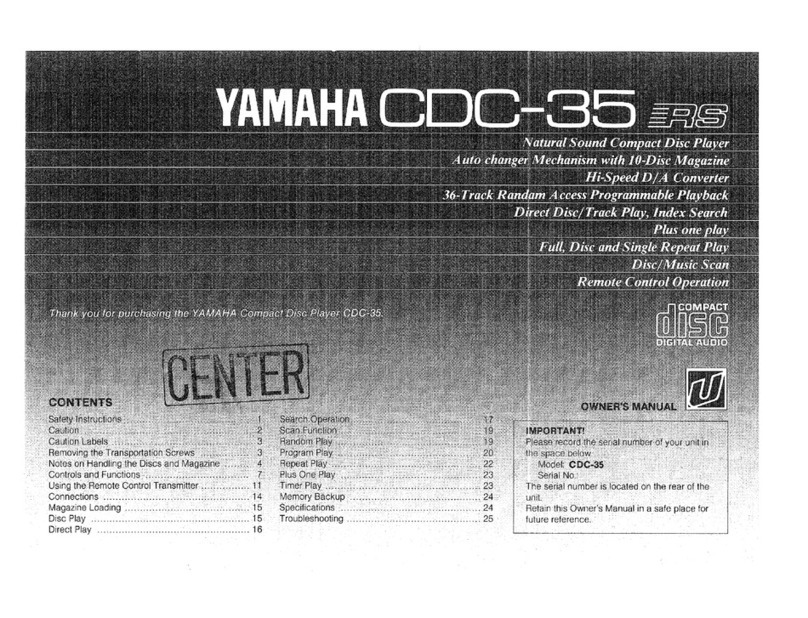 YAMAHA CDC-35 RS
Natural Sound Compact Disc Player
Auto changer Mechanism with 10-Disc Magazine
Hi-Speed D/A Converter
36-Track Randam Access Programmable Playback
Direct Disc/Track Play, Index Search
Plus one play
Full, Disc and Single Repeat Play
Disc/Music Scan
Remote Control Operation
Thank you for purchasing the YAMAHA Compact Disc Player CDC-35.
COMPACT
disc
DIGITAL AUDIO
CENTER
CONTENTS
Safety Instructions 1
Caution 2
Caution Labels 3
Removing the Transportation Screws 3
Notes on Handling the Discs and Magazine 4
Controls and Functions 7
Using the Remote Control Transmitter 11
Connections 14
Magazine Loading 15
Disc Play 15
Direct Play 16
Search Operation 17
Scan Function 19
Random Play 19
Program Play 20
Repeat Play 22
Plus One Play 23
Timer Play 23
Memory Backup 24
Specifications 24
Troubleshooting 25
OWNER'S MANUAL U
IMPORTANT!
Please record the serial number of your unit in
the space below.
Model: CDC-35
Serial No.
The serial number is located on the rear of the
unit.
Retain this Owner's Manual in a safe place for
future reference.